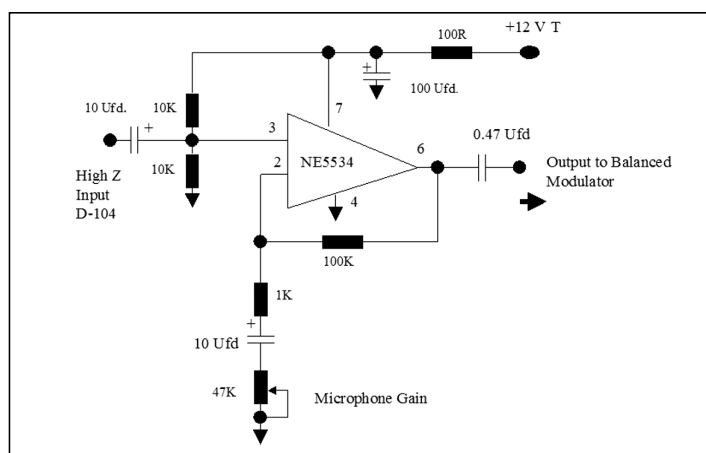 100R
+12 V T
+
100 Ufd.
10 Ufd.
+
10K
7
3
10K
2
NE5534
6
0.47 Ufd
High Z
Input
D-104
4
Output to Balanced
Modulator
100K
1K
+
10 Ufd
47K
Microphone Gain